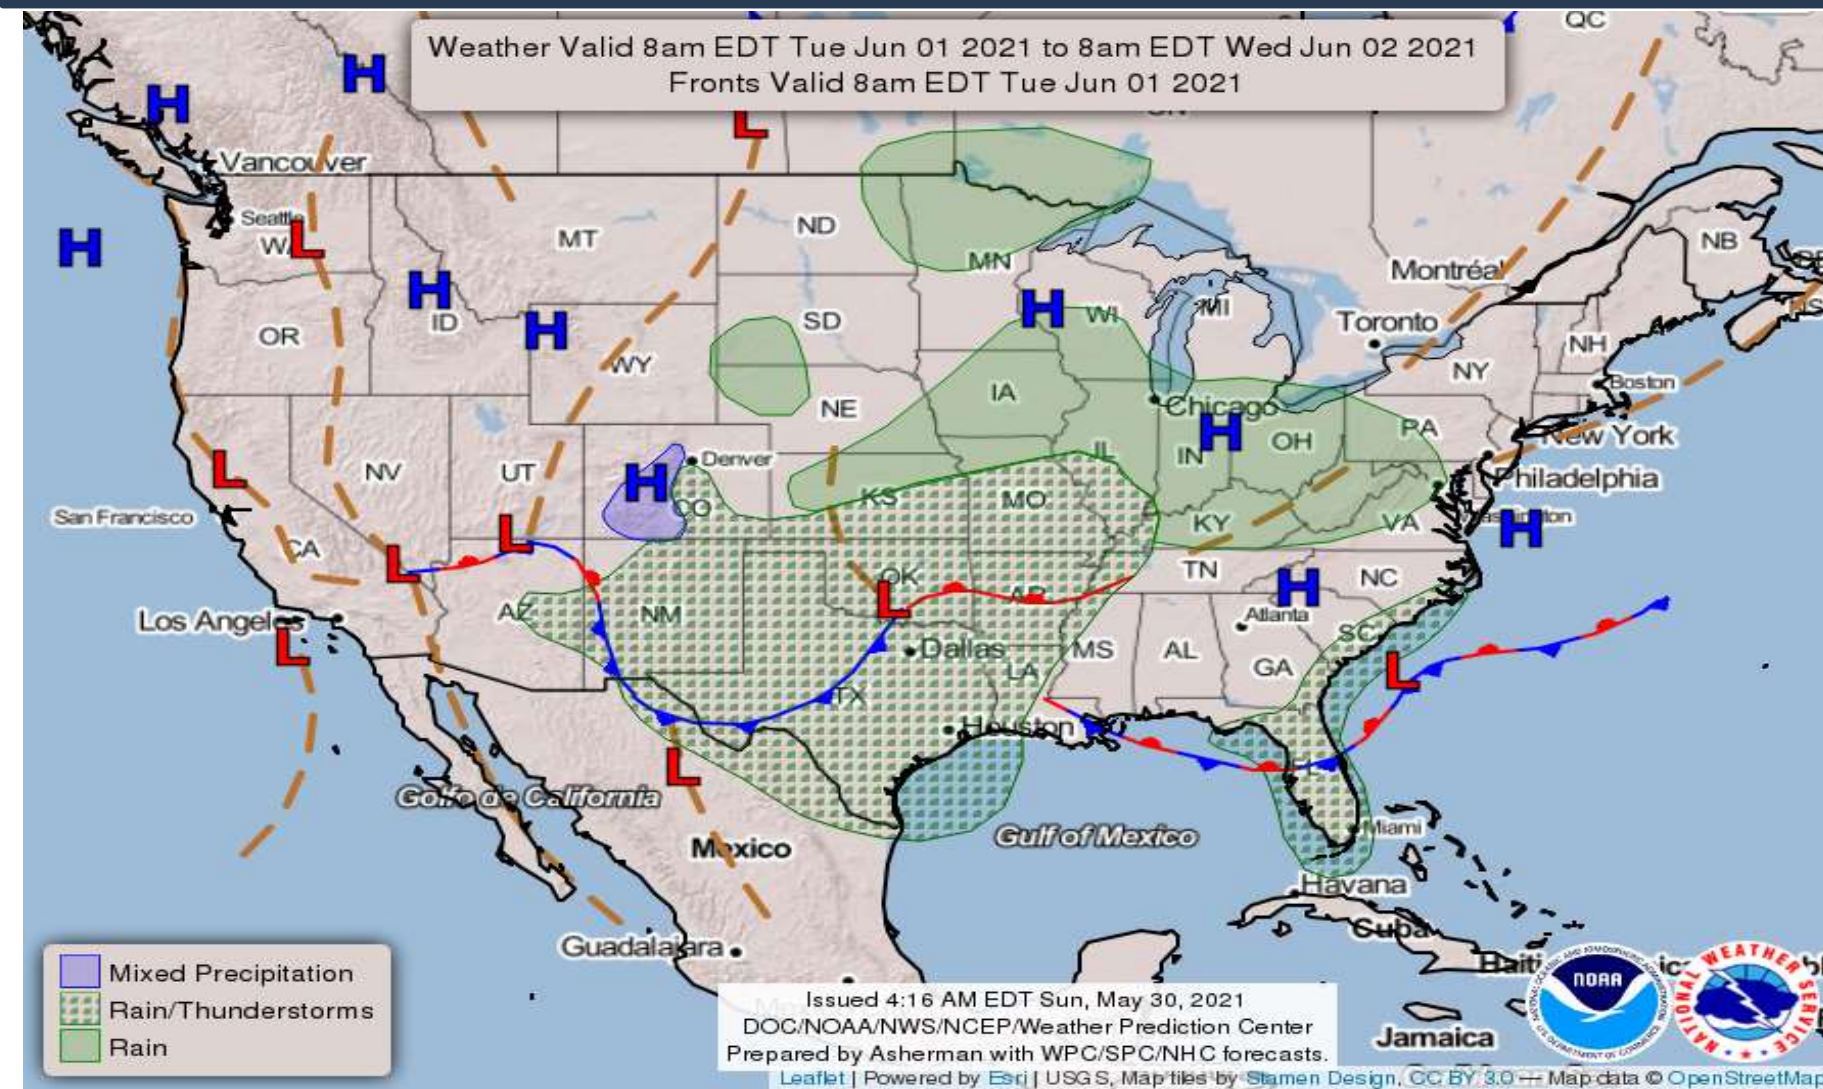 Weather Valid 8am EDT Tue Jun 01 2021 to 8am EDT Wed Jun 02 2021
Fronts Valid 8am EDT Tue Jun 01 2021
QC
H
H
L
Vancouver
Seattle
H
L
MT
ND
MN
NB
Montréal
H
ID
H
OR
WY
SD
H
WI
MI
Toronto
NH
NY
Boston
NE
IA
Chicago
H
IN
OH
PA
New York
L
NV
UT
H
CO
Denver
KS
MO
IL
Philadelphia
San Francisco
CA
L
L
KY
VA
H
Los Angeles
L
AZ
NM
OK
L
AR
TN
NC
H
Atlanta
Dallas
LA
MS
AL
GA
SC
L
TX
Houston
FL
L
Golfo de California
Mexico
Gulf of Mexico
Miami
Havana
Cuba
Guadalajara
Jamaica
Mixed Precipitation
Rain/Thunderstorms
Rain
Issued 4:16 AM EDT Sun, May 30, 2021
DOC/NOAA/NWS/NCEP/Weather Prediction Center
Prepared by Asherman with WPC/SPC/NHC forecasts.
Leaflet | Powered by Esri | USGS, Map tiles by Stamen Design, CC BY 3.0 — Map data © OpenStreetMap
NOAA
NATIONAL WEATHER SERVICE